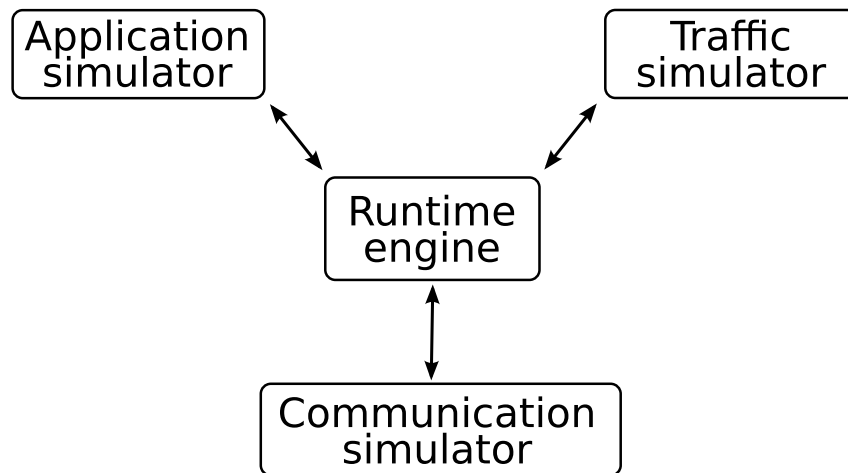 Application
simulator
Traffic
simulator
Runtime
engine
Communication
simulator